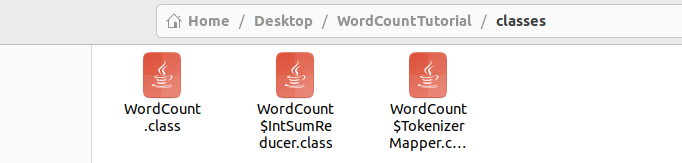 Home / Desktop / WordCountTutorial / classes
WordCount
.class
WordCount
$IntSumRe
ducer.class
WordCount
$Tokenizer
Mapper.c…